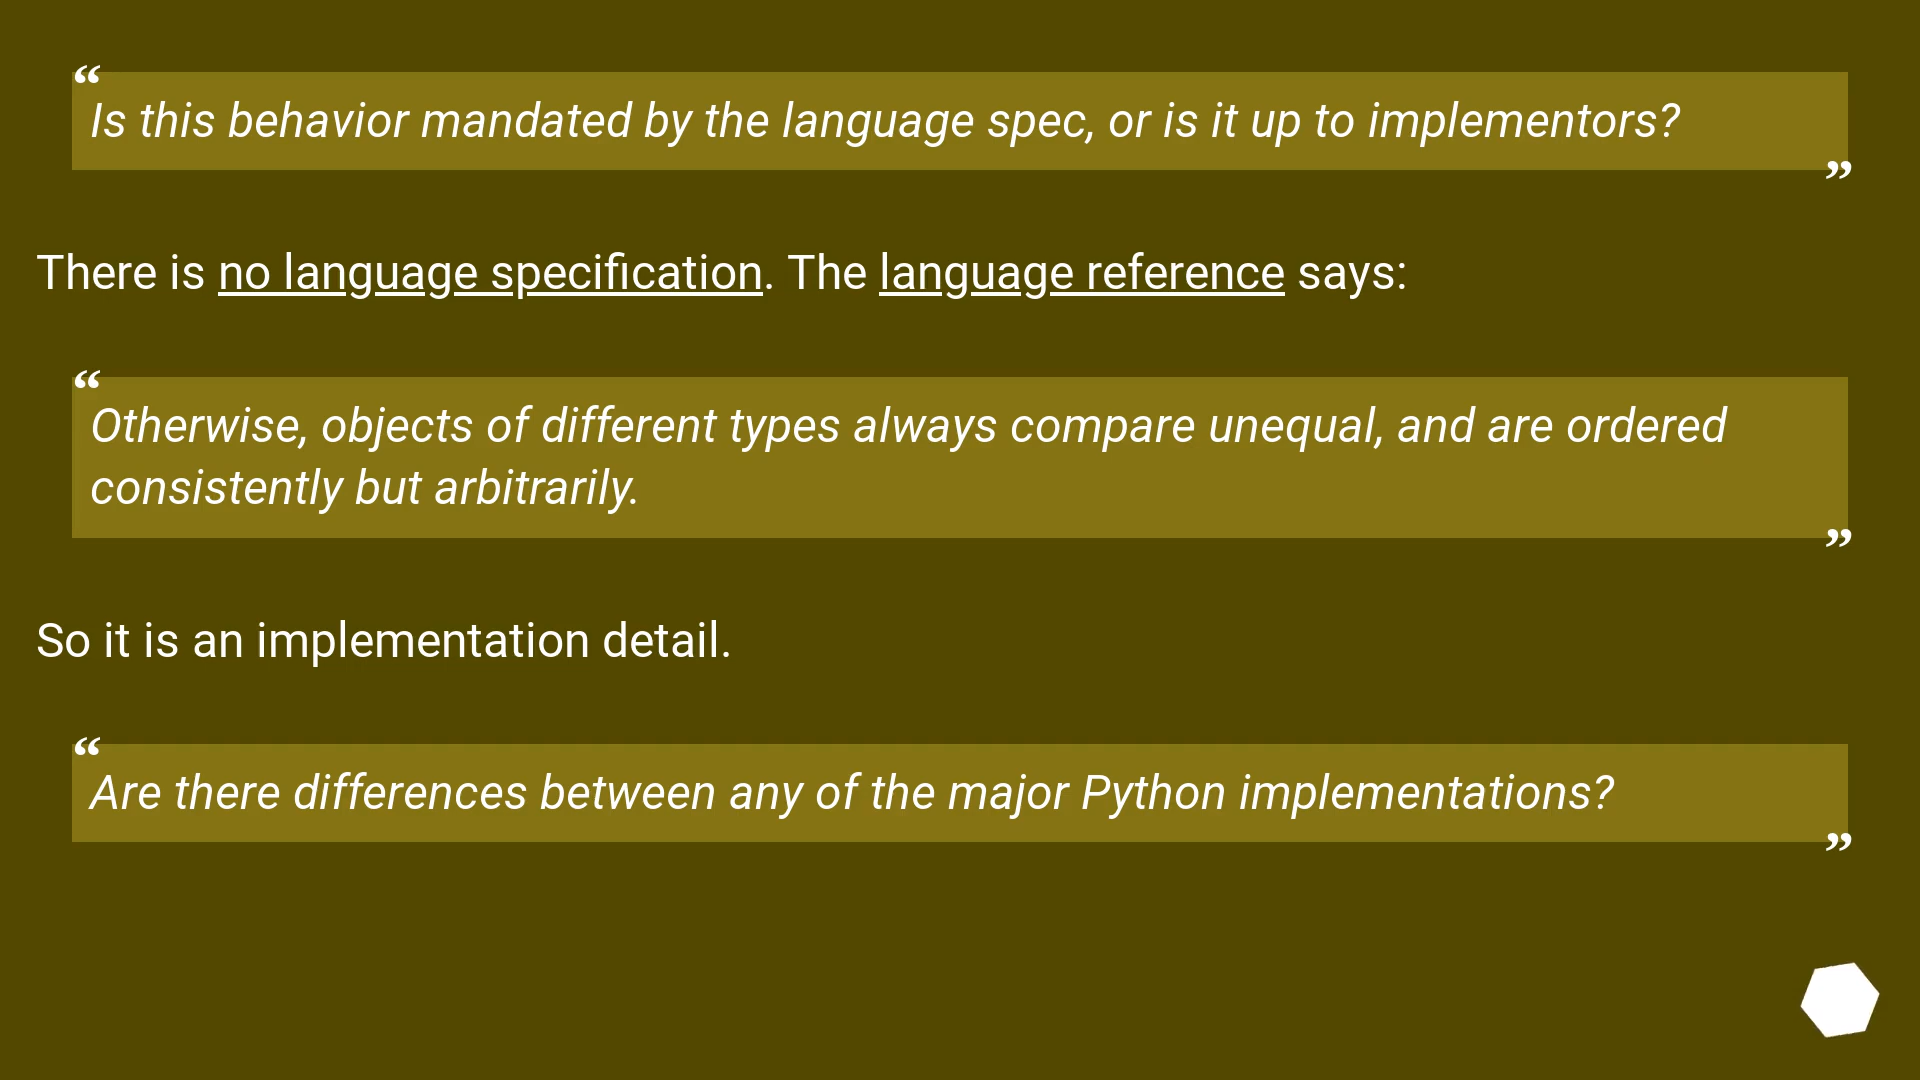 “
Is this behavior mandated by the language spec, or is it up to implementors?
”
There is no language specification. The language reference says:
“
Otherwise, objects of different types always compare unequal, and are ordered
consistently but arbitrarily.
”
So it is an implementation detail.
“
Are there differences between any of the major Python implementations?
”